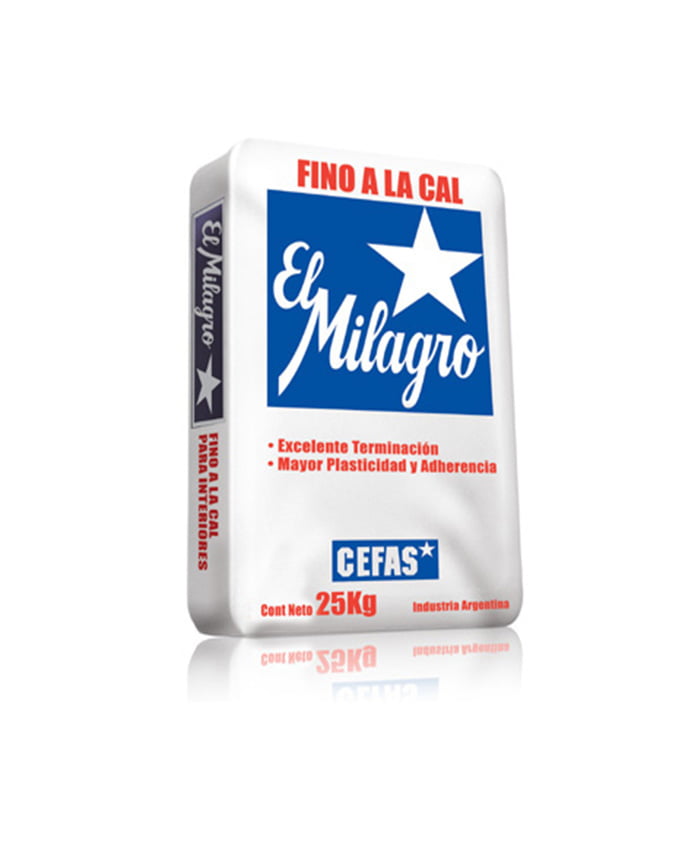 FINO A LA CAL
El
Milagro
• Excelente Terminación
• Mayor Plasticidad y Adherencia
CEFAS
Cont Neto 25Kg
Industria Argentina
El Milagro
FINO A LA CAL
PARA INTERIORES